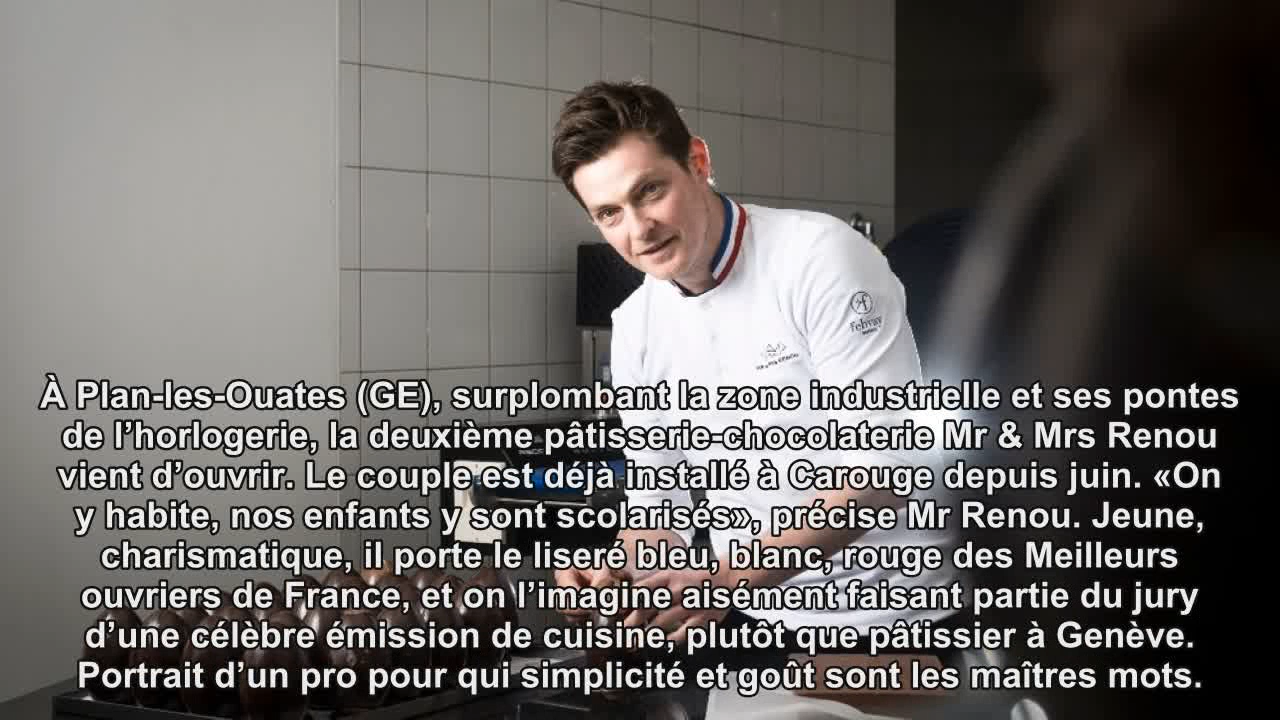 À Plan-les-Ouates (GE), surplombant la zone industrielle et ses pontes
de l’horlogerie, la deuxième pâtisserie-chocolaterie Mr & Mrs Renou
vient d’ouvrir. Le couple est déjà installé à Carouge depuis juin. «On
y habite, nos enfants y sont scolarisés», précise Mr Renou. Jeune,
charismatique, il porte le liseré bleu, blanc, rouge des Meilleurs
ouvriers de France, et on l’imagine aisément faisant partie du jury
d’une célèbre émission de cuisine, plutôt que pâtissier à Genève.
Portrait d’un pro pour qui simplicité et goût sont les maîtres mots.